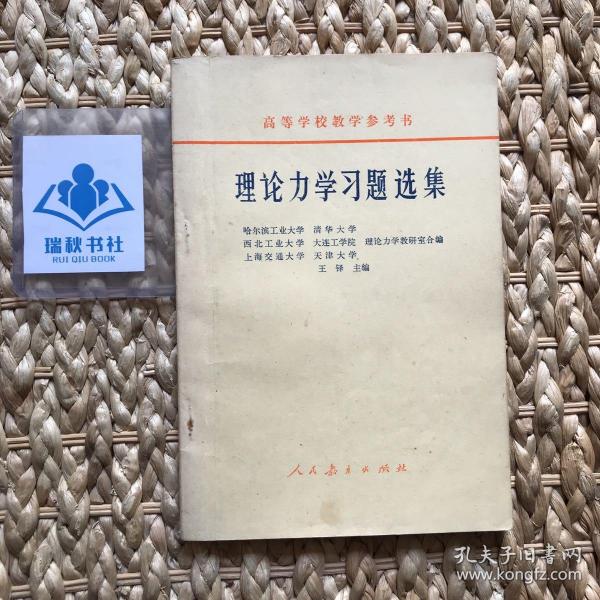 高等学校教学参考书
理论力学习题选集
哈尔滨工业大学 清华大学
西北工业大学 大连工学院 理论力学教研室合编
上海交通大学 天津大学
王铎 主编
人民教育出版社
瑞秋书社
RUI QIU BOOK
孔夫子旧书网
www.kongfz.com